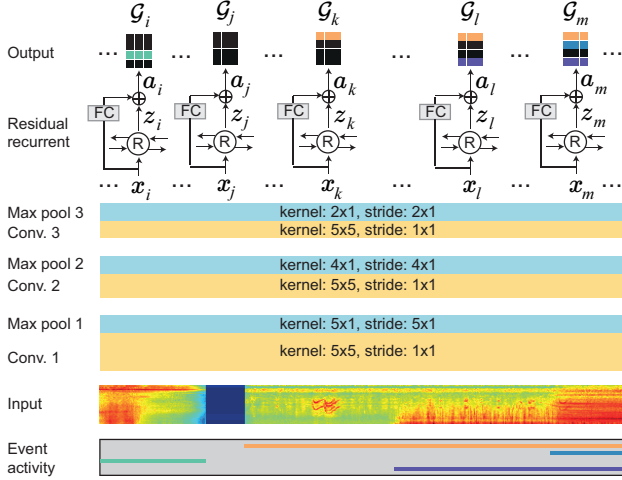 𝒢i 𝒢j 𝒢k 𝒢l 𝒢m
Output ... ... ... ... ... ...
ai aj ak al am
FC FC FC FC FC
zi zj zk zl zm
Residual
recurrent
R R R R R
... xi ... xj ... xk ... xl ... xm ...
Max pool 3 kernel: 2x1, stride: 2x1
Conv. 3 kernel: 5x5, stride: 1x1
Max pool 2 kernel: 4x1, stride: 4x1
Conv. 2 kernel: 5x5, stride: 1x1
Max pool 1 kernel: 5x1, stride: 5x1
Conv. 1 kernel: 5x5, stride: 1x1
Input
Event
activity